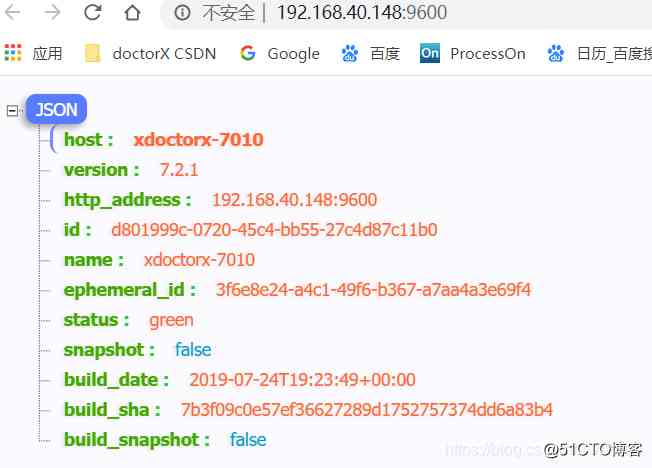 不安全 | 192.168.40.148:9600
应用 doctorX CSDN Google 百度 On ProcessOn 日历_百度搜
JSON
host : xdoctorx-7010
version : 7.2.1
http_address : 192.168.40.148:9600
id : d801999c-0720-45c4-bb55-27c4d87c11b0
name : xdoctorx-7010
ephemeral_id : 3f6e8e24-a4c1-49f6-b367-a7aa4a3e69f4
status : green
snapshot : false
build_date : 2019-07-24T19:23:49+00:00
build_sha : 7b3f09c0e57ef36627289d1752757374dd6a83b4
build_snapshot : false
https://blog.cs @51CTO博客